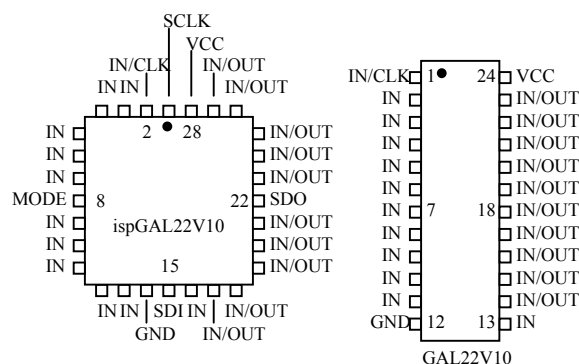 SCLK
VCC
IN/CLK IN/OUT
IN IN IN/OUT
2 28
IN IN/OUT
IN IN/OUT
IN IN/OUT
MODE 8 22 SDO
IN ispGAL22V10 IN/OUT
IN IN/OUT
IN 15 IN/OUT
IN IN SDI IN IN/OUT
GND IN/OUT
IN/CLK 1 24 VCC
IN IN/OUT
IN IN/OUT
IN IN/OUT
IN IN/OUT
IN IN/OUT
IN 7 18 IN/OUT
IN IN/OUT
IN IN/OUT
IN IN/OUT
IN IN/OUT
GND 12 13 IN
GAL22V10